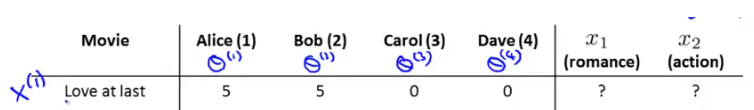 Movie Alice (1) Bob (2) Carol (3) Dave (4) x₁ x₂
θ⁽¹⁾ θ⁽³⁾ θ⁽⁴⁾ (romance) (action)
x⁽¹⁾ Love at last 5 5 0 0 ? ?